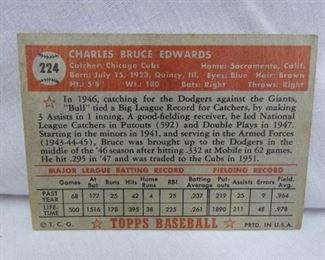 224
CHARLES BRUCE EDWARDS
Catcher: Chicago Cubs Home: Sacramento, Calif.
Born: July 15, 1923, Quincy, Ill. Eyes: Blue Hair: Brown
Ht.: 5'8" Wt.: 180 Bats: Right Throws: Right
In 1946, catching for the Dodgers against the Giants,
"Bull" tied a Big League Record for Catchers, by making
3 Assists in 1 inning. A good-fielding receiver, he led National
League Catchers in Putouts (592) and Double Plays in 1947.
Starting in the minors in 1941, and serving in the Armed Forces
(1943-44-45), Bruce was brought up to the Dodgers in the
middle of the '46 season after hitting .332 at Mobile in 62 games.
He hit .295 in '47 and was traded to the Cubs in 1951.
MAJOR LEAGUE BATTING RECORD FIELDING RECORD
Games At Bat Runs Hits Home Runs RBI Batting Average Put-outs Assists Errors Field. Avg.
PAST YEAR 68 177 25 42 4 25 .237 219 25 9 .964
LIFE-TIME 500 1516 178 395 38 225 .261 1890 211 48 .978
© T.C.G. TOPPS BASEBALL PRTD. IN U.S.A.